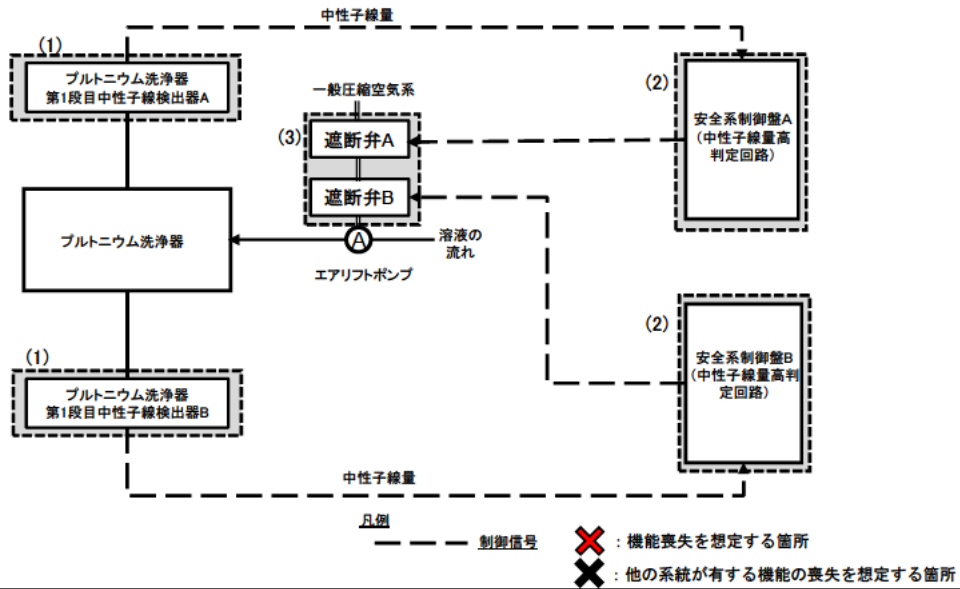 中性子線量
(1)
プルトニウム洗浄器
第1段目中性子線検出器A
一般圧縮空気系
(3)
遮断弁A
遮断弁B
(2)
安全系制御盤A
(中性子線量高
判定回路)
プルトニウム洗浄器
A
溶液の
流れ
エアリフトポンプ
(1)
プルトニウム洗浄器
第1段目中性子線検出器B
(2)
安全系制御盤B
(中性子線量高判
定回路)
中性子線量
凡例
制御信号
:機能喪失を想定する箇所
:他の系統が有する機能の喪失を想定する箇所